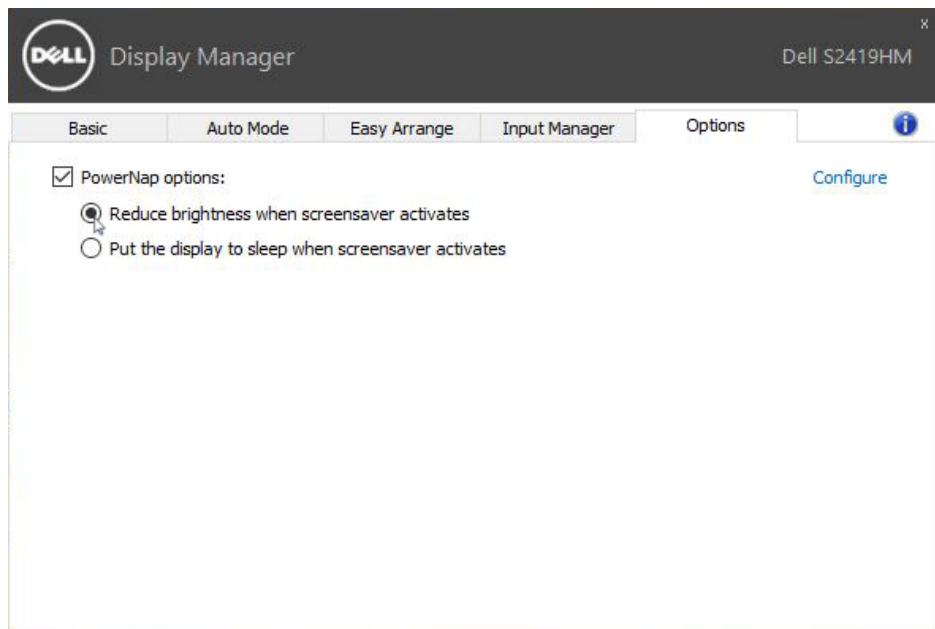 DELL
Display Manager
x
Dell S2419HM
Basic
Auto Mode
Easy Arrange
Input Manager
Options
i
PowerNap options:
Configure
Reduce brightness when screensaver activates
Put the display to sleep when screensaver activates